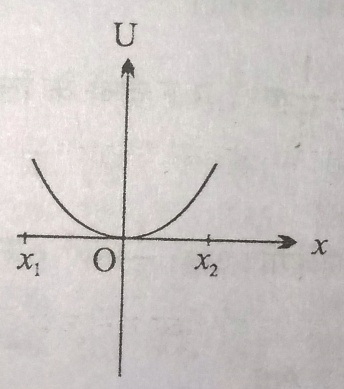 U
x₁ O x₂ x